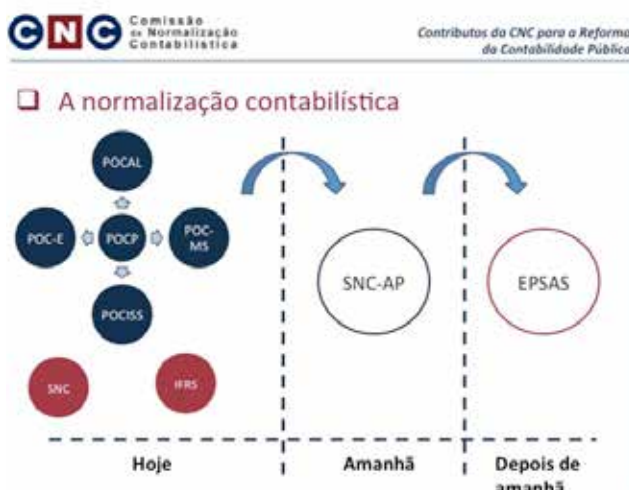 CNC
Comissão
de Normalização
Contabilística
Contributos da CNC para a Reforma
da Contabilidade Pública
A normalização contabilística
POCAL
POC-E
POCP
POC-
MS
POCISS
SNC
IFRS
SNC-AP
EPSAS
Hoje
Amanhã
Depois de
amanhã